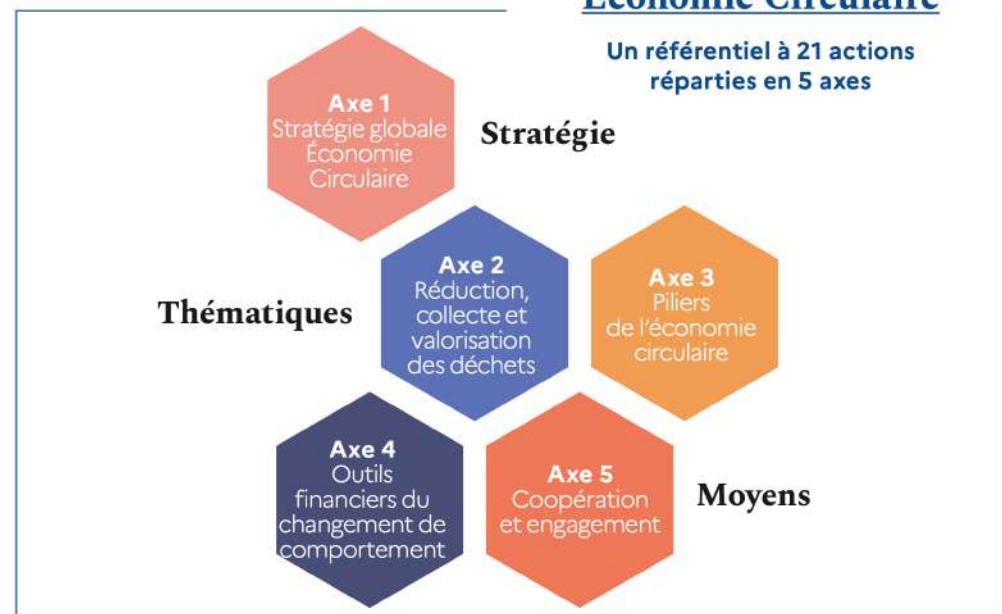 Économie Circulaire
Un référentiel à 21 actions
réparties en 5 axes
Axe 1
Stratégie globale
Économie
Circulaire
Stratégie
Thématiques
Axe 2
Réduction,
collecte et
valorisation
des déchets
Axe 3
Piliers
de l'économie
circulaire
Axe 4
Outils
financiers du
changement de
comportement
Axe 5
Coopération
et engagement
Moyens